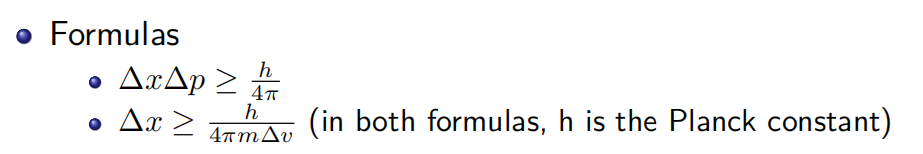 Formulas
ΔxΔp ≥ h/4π
Δx ≥ h/4πmΔv (in both formulas, h is the Planck constant)